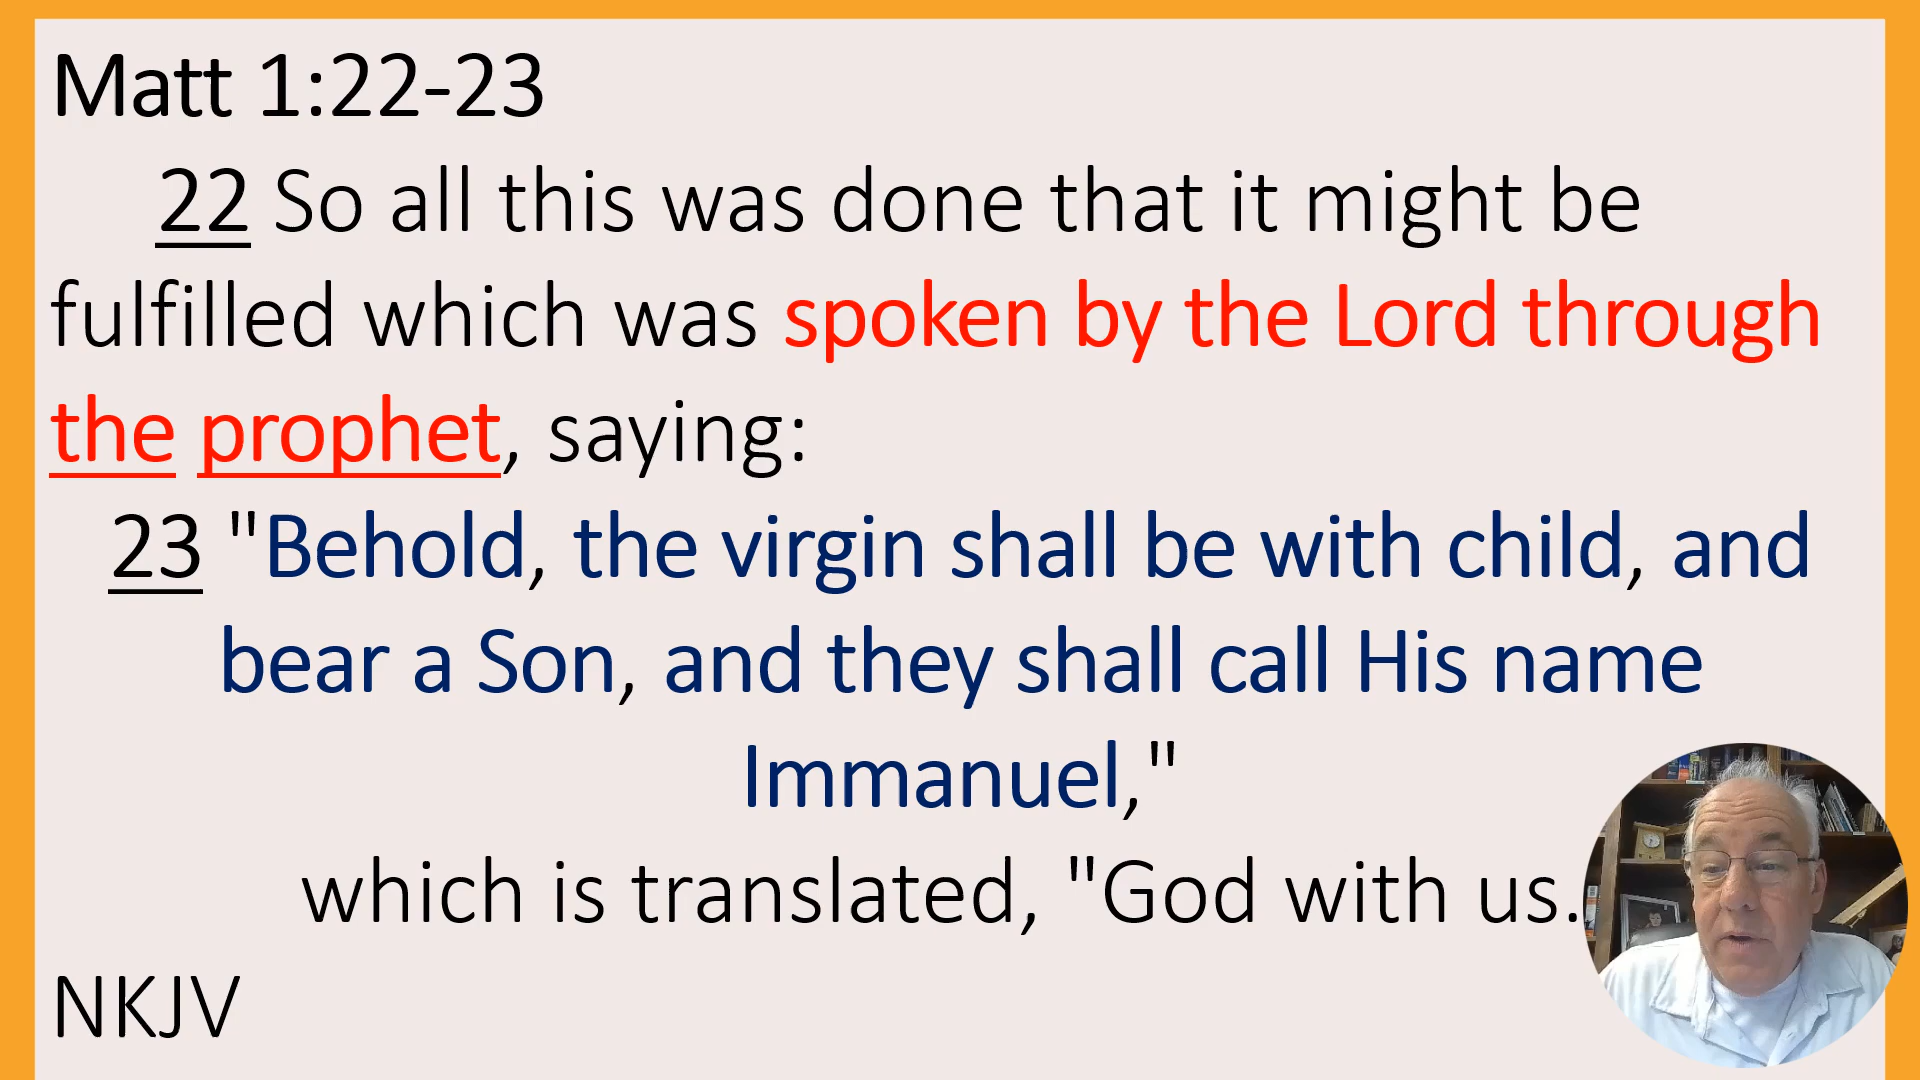 Matt 1:22-23
22 So all this was done that it might be
fulfilled which was spoken by the Lord through
the prophet, saying:
23 "Behold, the virgin shall be with child, and
bear a Son, and they shall call His name
Immanuel,"
which is translated, "God with us.
NKJV